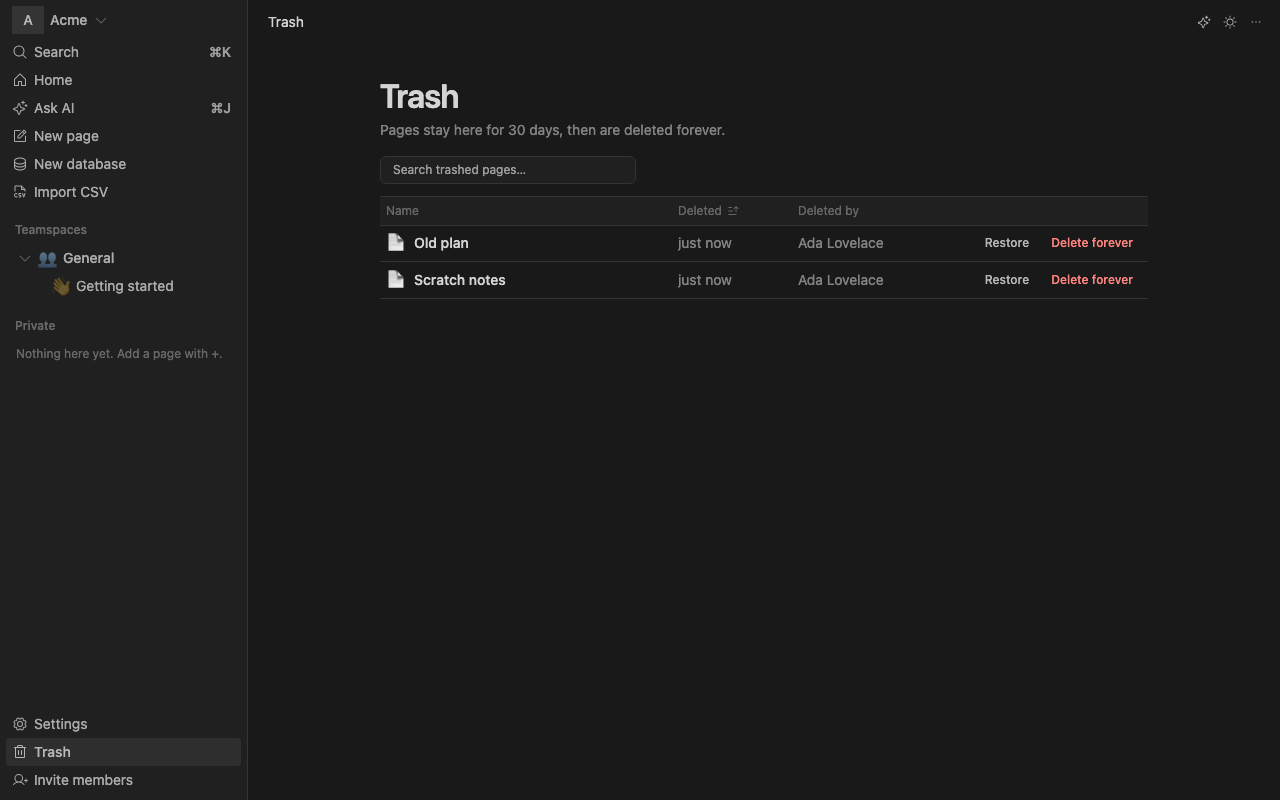 A Acme
Search ⌘K
Home
Ask AI ⌘J
New page
New database
CSV Import CSV
Teamspaces
General
Getting started
Private
Nothing here yet. Add a page with +.
Settings
Trash
Invite members
Trash
Trash
Pages stay here for 30 days, then are deleted forever.
Search trashed pages…
Name Deleted Deleted by
Old plan just now Ada Lovelace Restore Delete forever
Scratch notes just now Ada Lovelace Restore Delete forever